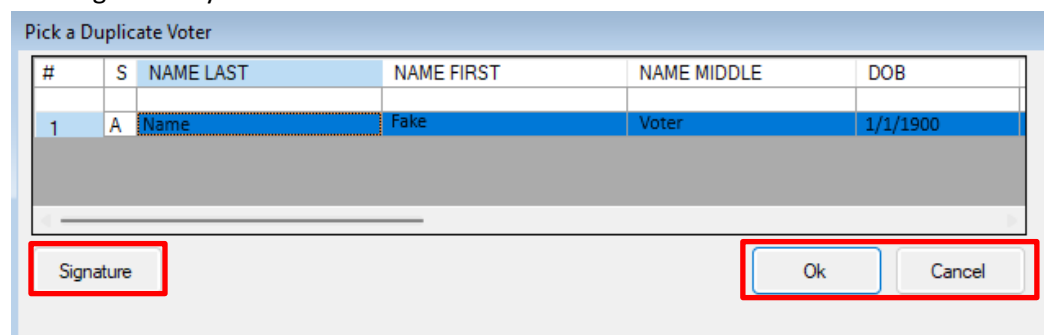 Pick a Duplicate Voter
# S NAME LAST NAME FIRST NAME MIDDLE DOB
1 A Name Fake Voter 1/1/1900
Signature Ok Cancel